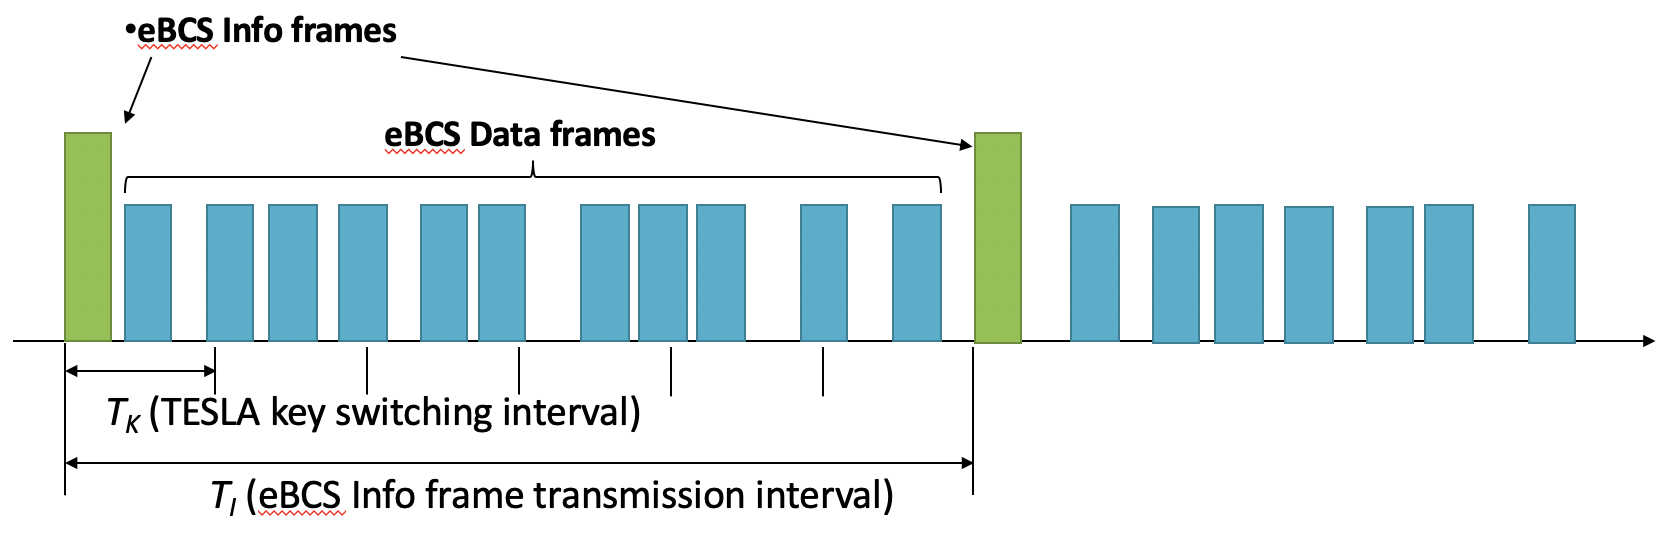 •eBCS Info frames
eBCS Data frames
TK (TESLA key switching interval)
TI (eBCS Info frame transmission interval)